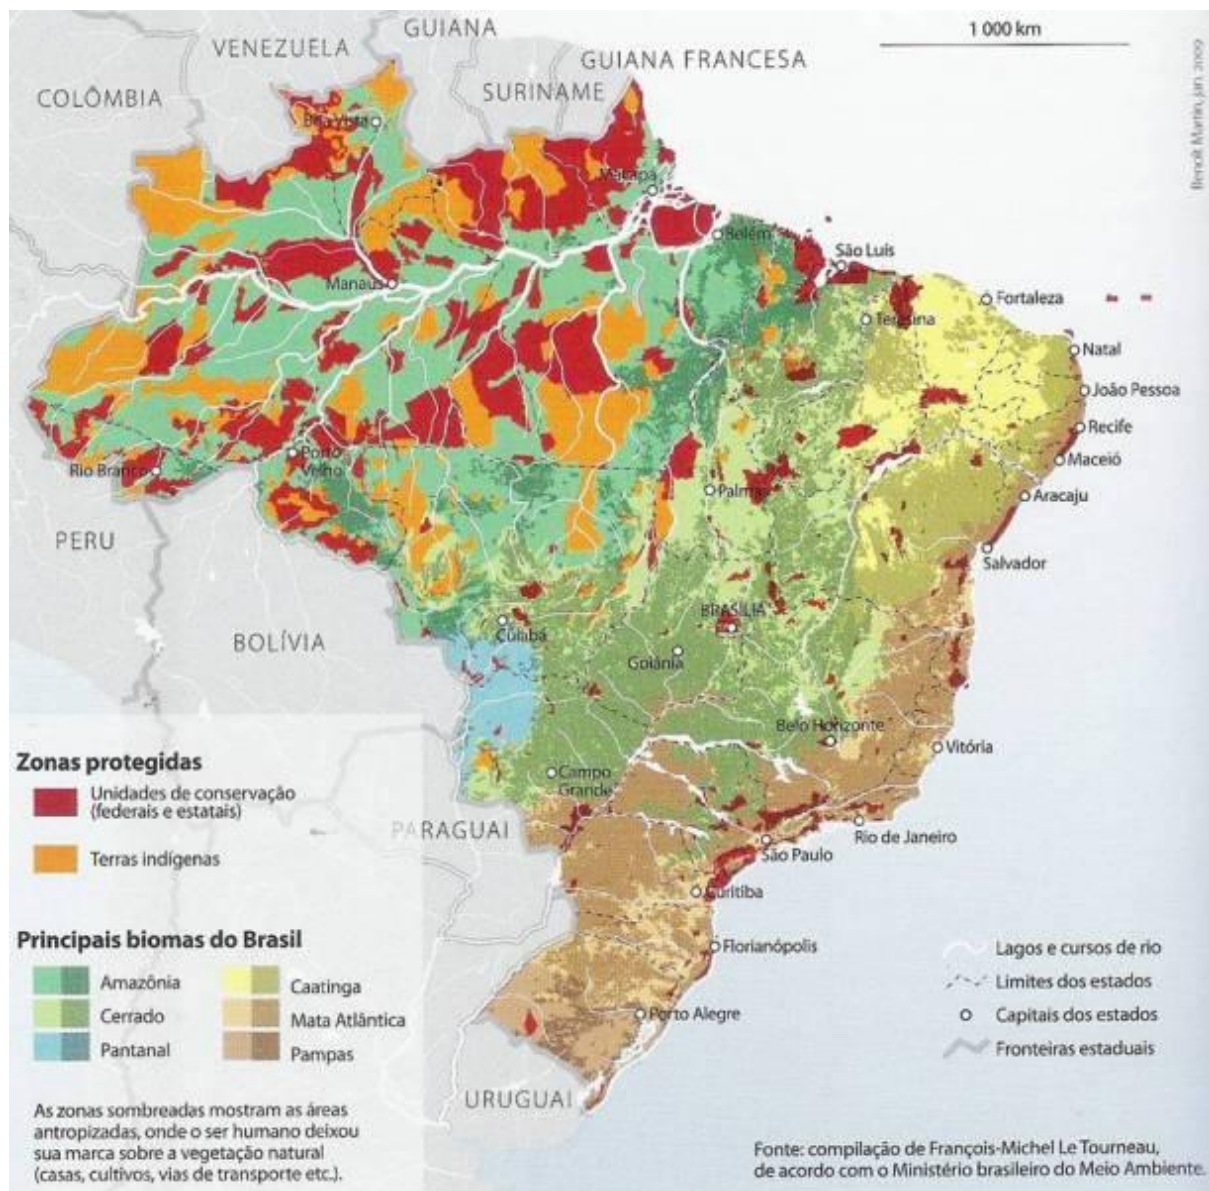 VENEZUELA
GUIANA
GUIANA FRANCESA
SURINAME
COLÔMBIA
1 000 km
Benoît Martin, jan. 2009
Boa Vista
Macapá
Belém
São Luís
Manaus
Fortaleza
Teresina
Natal
João Pessoa
Recife
Maceió
Porto
Velho
Rio Branco
Palmas
Aracaju
PERU
Salvador
BRASÍLIA
Cuiabá
BOLÍVIA
Goiânia
Belo Horizonte
Vitória
Campo
Grande
PARAGUAI
Rio de Janeiro
São Paulo
Curitiba
Florianópolis
Porto Alegre
URUGUAI
Zonas protegidas
Unidades de conservação
(federais e estatais)
Terras indígenas
Principais biomas do Brasil
Amazônia
Cerrado
Pantanal
Caatinga
Mata Atlântica
Pampas
As zonas sombreadas mostram as áreas
antropizadas, onde o ser humano deixou
sua marca sobre a vegetação natural
(casas, cultivos, vias de transporte etc.).
Lagos e cursos de rio
Limites dos estados
Capitais dos estados
Fronteiras estaduais
Fonte: compilação de François-Michel Le Tourneau,
de acordo com o Ministério brasileiro do Meio Ambiente.